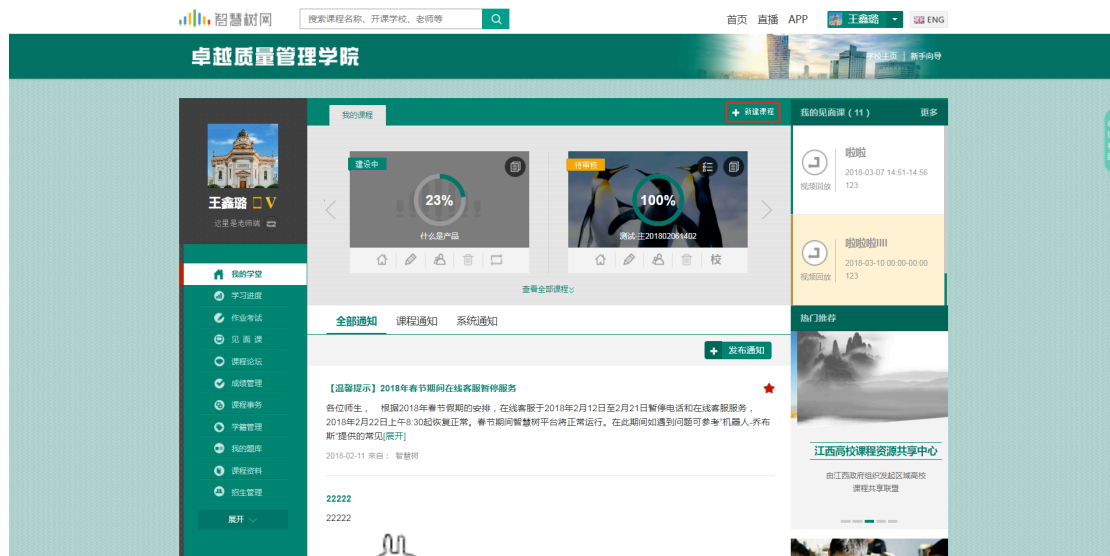 智慧树网
搜索课程名称、开课学校、老师等
首页 直播 APP
王鑫璐
ENG
卓越质量管理学院
学校主页 | 新手向导
王鑫璐 V
这里是老师端
我的学堂
学习进度
作业考试
见面课
课程论坛
成绩管理
课程事务
学籍管理
我的题库
课程资料
招生管理
展开
我的课程
+ 新建课程
建设中
23%
什么是产品
待审核
100%
测试-王201802061402
校
查看全部课程
全部通知 课程通知 系统通知
+ 发布通知
【温馨提示】2018年春节期间在线客服暂停服务
各位师生， 根据2018年春节假期的安排，在线客服于2018年2月12日至2月21日暂停电话和在线客服服务，
2018年2月22日上午8:30起恢复正常。春节期间智慧树平台将正常运行。在此期间如遇到问题可参考“机器人-乔布
斯”提供的常见[展开]
2018-02-11 来自： 智慧树
22222
22222
我的见面课 ( 11 ) 更多
啦啦
2018-03-07 14:51-14:56
视频回放 123
啦啦啦IIII
2018-03-10 00:00-00:00
视频回放 123
热门推荐
江西高校课程资源共享中心
由江西政府组织发起区域高校
课程共享联盟